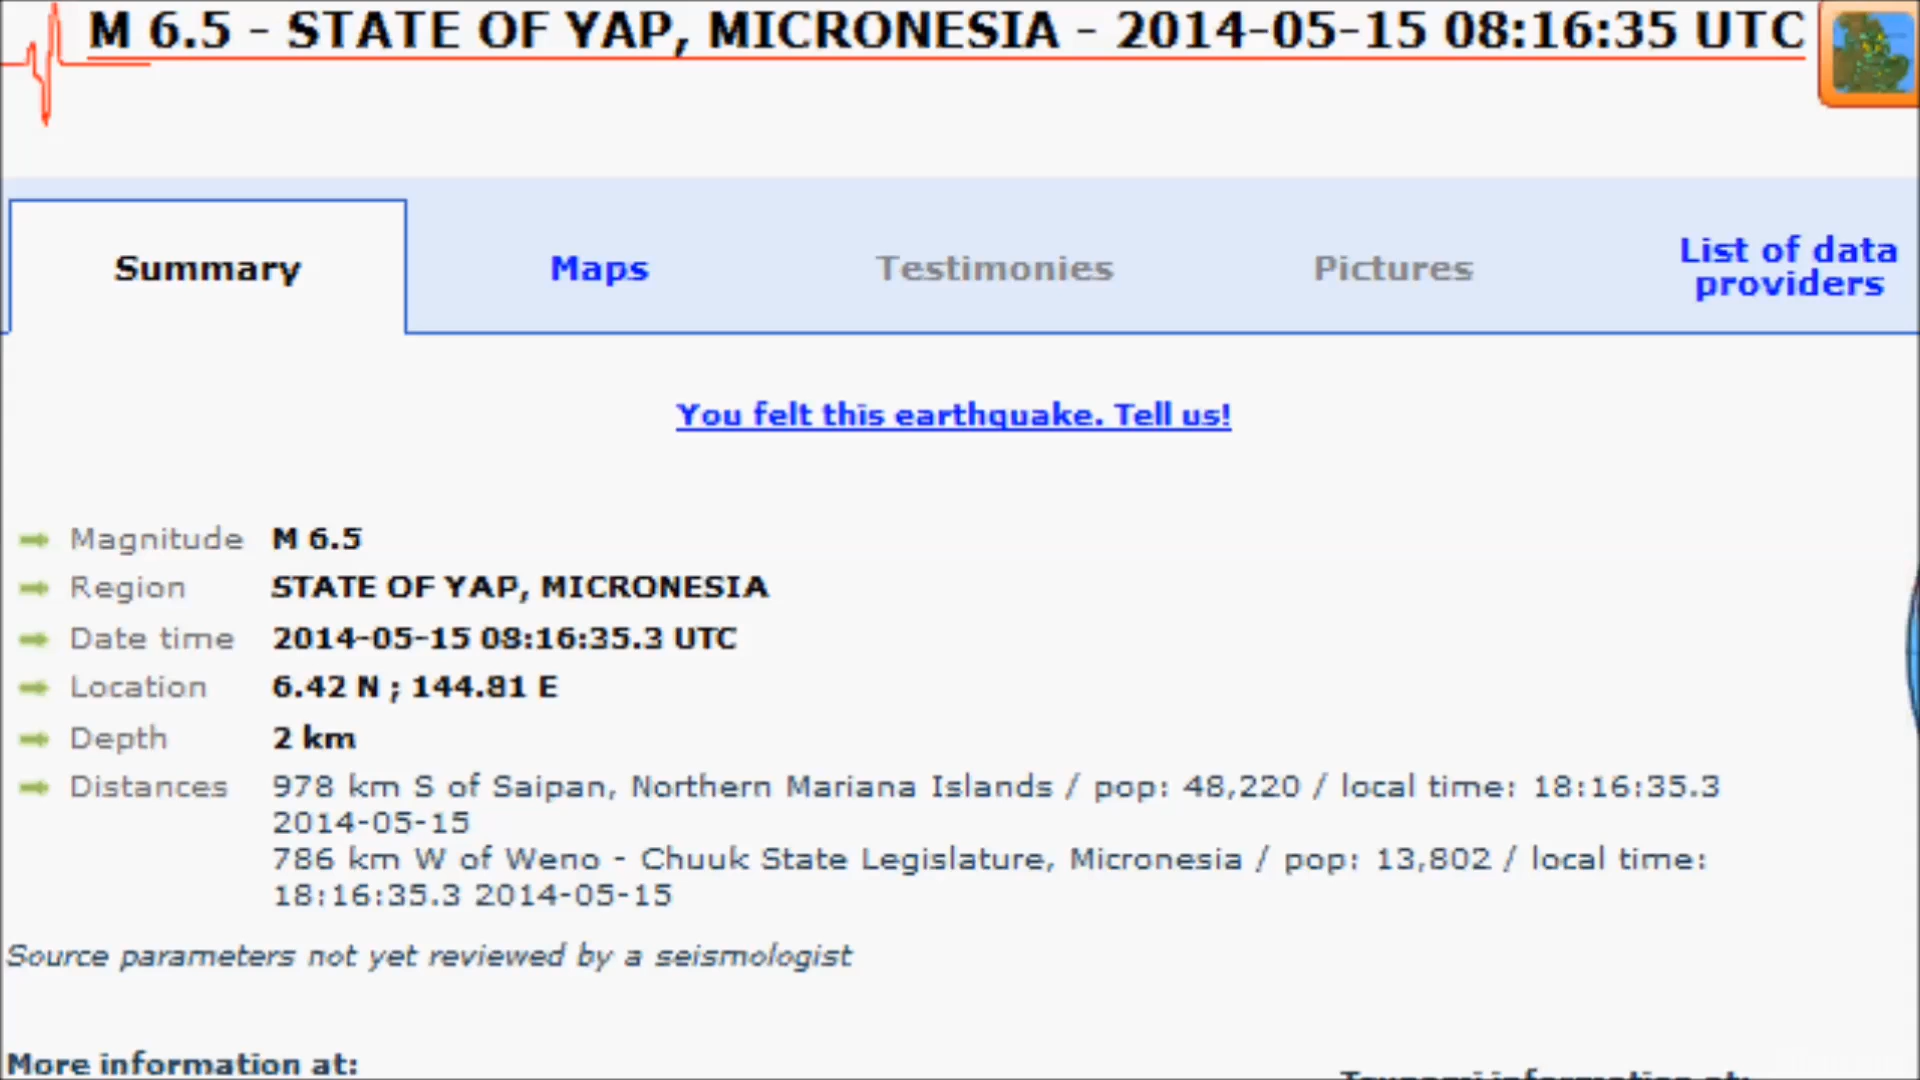 M 6.5 - STATE OF YAP, MICRONESIA - 2014-05-15 08:16:35 UTC
Summary
Maps
Testimonies
Pictures
List of data
providers
You felt this earthquake. Tell us!
Magnitude M 6.5
Region STATE OF YAP, MICRONESIA
Date time 2014-05-15 08:16:35.3 UTC
Location 6.42 N ; 144.81 E
Depth 2 km
Distances 978 km S of Saipan, Northern Mariana Islands / pop: 48,220 / local time: 18:16:35.3
2014-05-15
786 km W of Weno - Chuuk State Legislature, Micronesia / pop: 13,802 / local time:
18:16:35.3 2014-05-15
Source parameters not yet reviewed by a seismologist
More information at:
Tsunami information at: